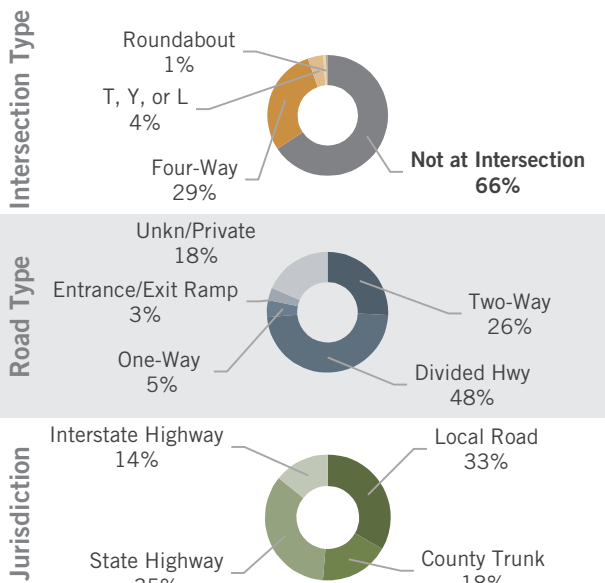 Intersection Type
Roundabout
1%
T, Y, or L
4%
Four-Way
29%
Not at Intersection
66%
Road Type
Unkn/Private
18%
Entrance/Exit Ramp
3%
One-Way
5%
Two-Way
26%
Divided Hwy
48%
Jurisdiction
Interstate Highway
14%
Local Road
33%
State Highway
35%
County Trunk
18%